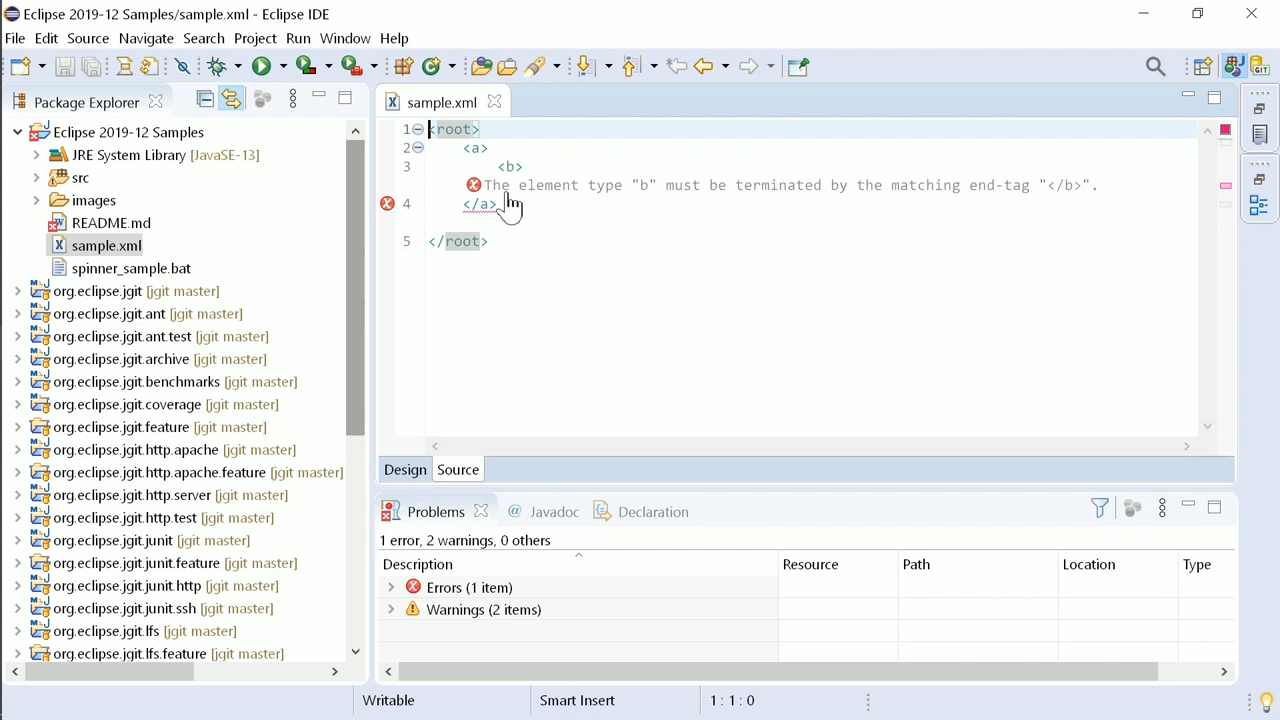 Eclipse 2019-12 Samples/sample.xml - Eclipse IDE
File Edit Source Navigate Search Project Run Window Help
Package Explorer
Eclipse 2019-12 Samples
JRE System Library [JavaSE-13]
src
images
README.md
sample.xml
spinner_sample.bat
org.eclipse.jgit [jgit master]
org.eclipse.jgit.ant [jgit master]
org.eclipse.jgit.ant.test [jgit master]
org.eclipse.jgit.archive [jgit master]
org.eclipse.jgit.benchmarks [jgit master]
org.eclipse.jgit.coverage [jgit master]
org.eclipse.jgit.feature [jgit master]
org.eclipse.jgit.http.apache [jgit master]
org.eclipse.jgit.http.apache.feature [jgit master]
org.eclipse.jgit.http.server [jgit master]
org.eclipse.jgit.http.test [jgit master]
org.eclipse.jgit.junit [jgit master]
org.eclipse.jgit.junit.feature [jgit master]
org.eclipse.jgit.junit.http [jgit master]
org.eclipse.jgit.junit.ssh [jgit master]
org.eclipse.jgit.lfs [jgit master]
org.eclipse.jgit.lfs.feature [jgit master]
sample.xml
1 <root>
2 <a>
3 <b>
The element type "b" must be terminated by the matching end-tag "</b>".
4 </a>
5 </root>
Design Source
Problems @ Javadoc Declaration
1 error, 2 warnings, 0 others
Description Resource Path Location Type
Errors (1 item)
Warnings (2 items)
Writable Smart Insert 1 : 1 : 0